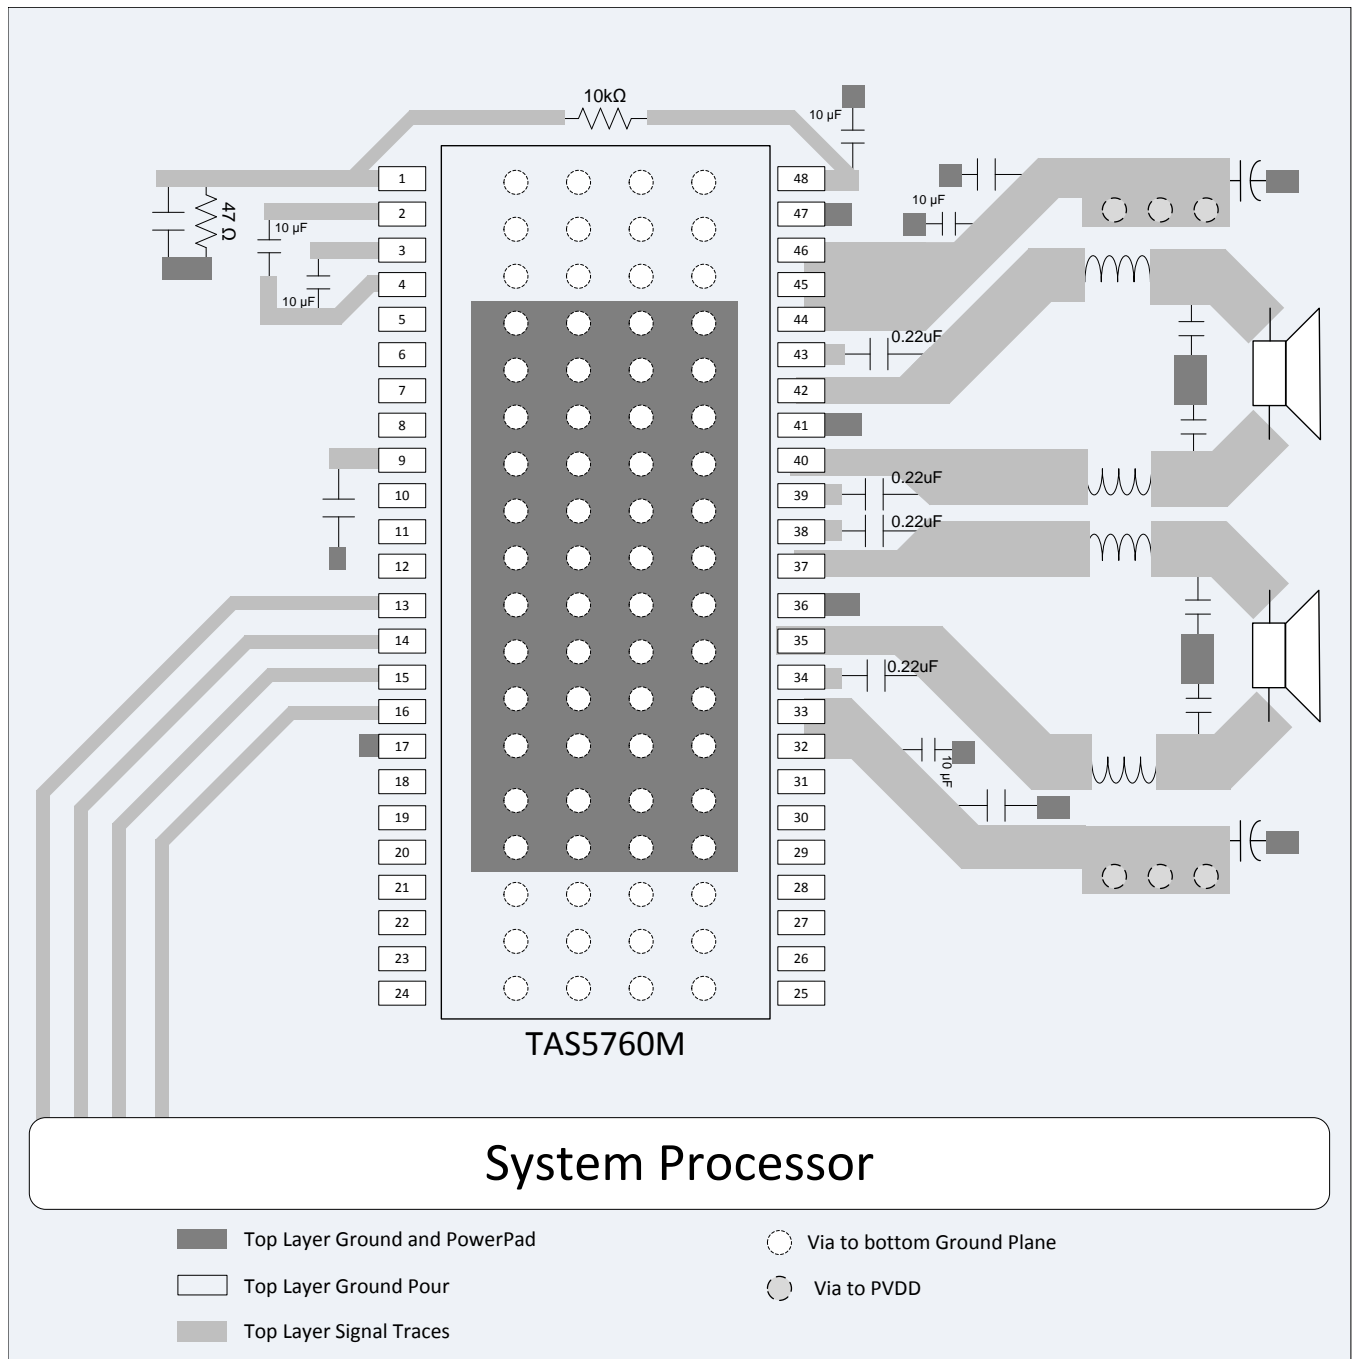 10kΩ
10 µF
1
48
47 Ω
2
10 µF
47
10 µF
3
46
4
10 µF
45
5
44
6
43
0.22uF
7
42
8
41
9
40
10
39
0.22uF
11
38
0.22uF
12
37
13
36
14
35
15
34
0.22uF
16
33
17
32
10 µF
18
31
19
30
20
29
21
28
22
27
23
26
24
25
TAS5760M
System Processor
Top Layer Ground and PowerPad
Via to bottom Ground Plane
Top Layer Ground Pour
Via to PVDD
Top Layer Signal Traces